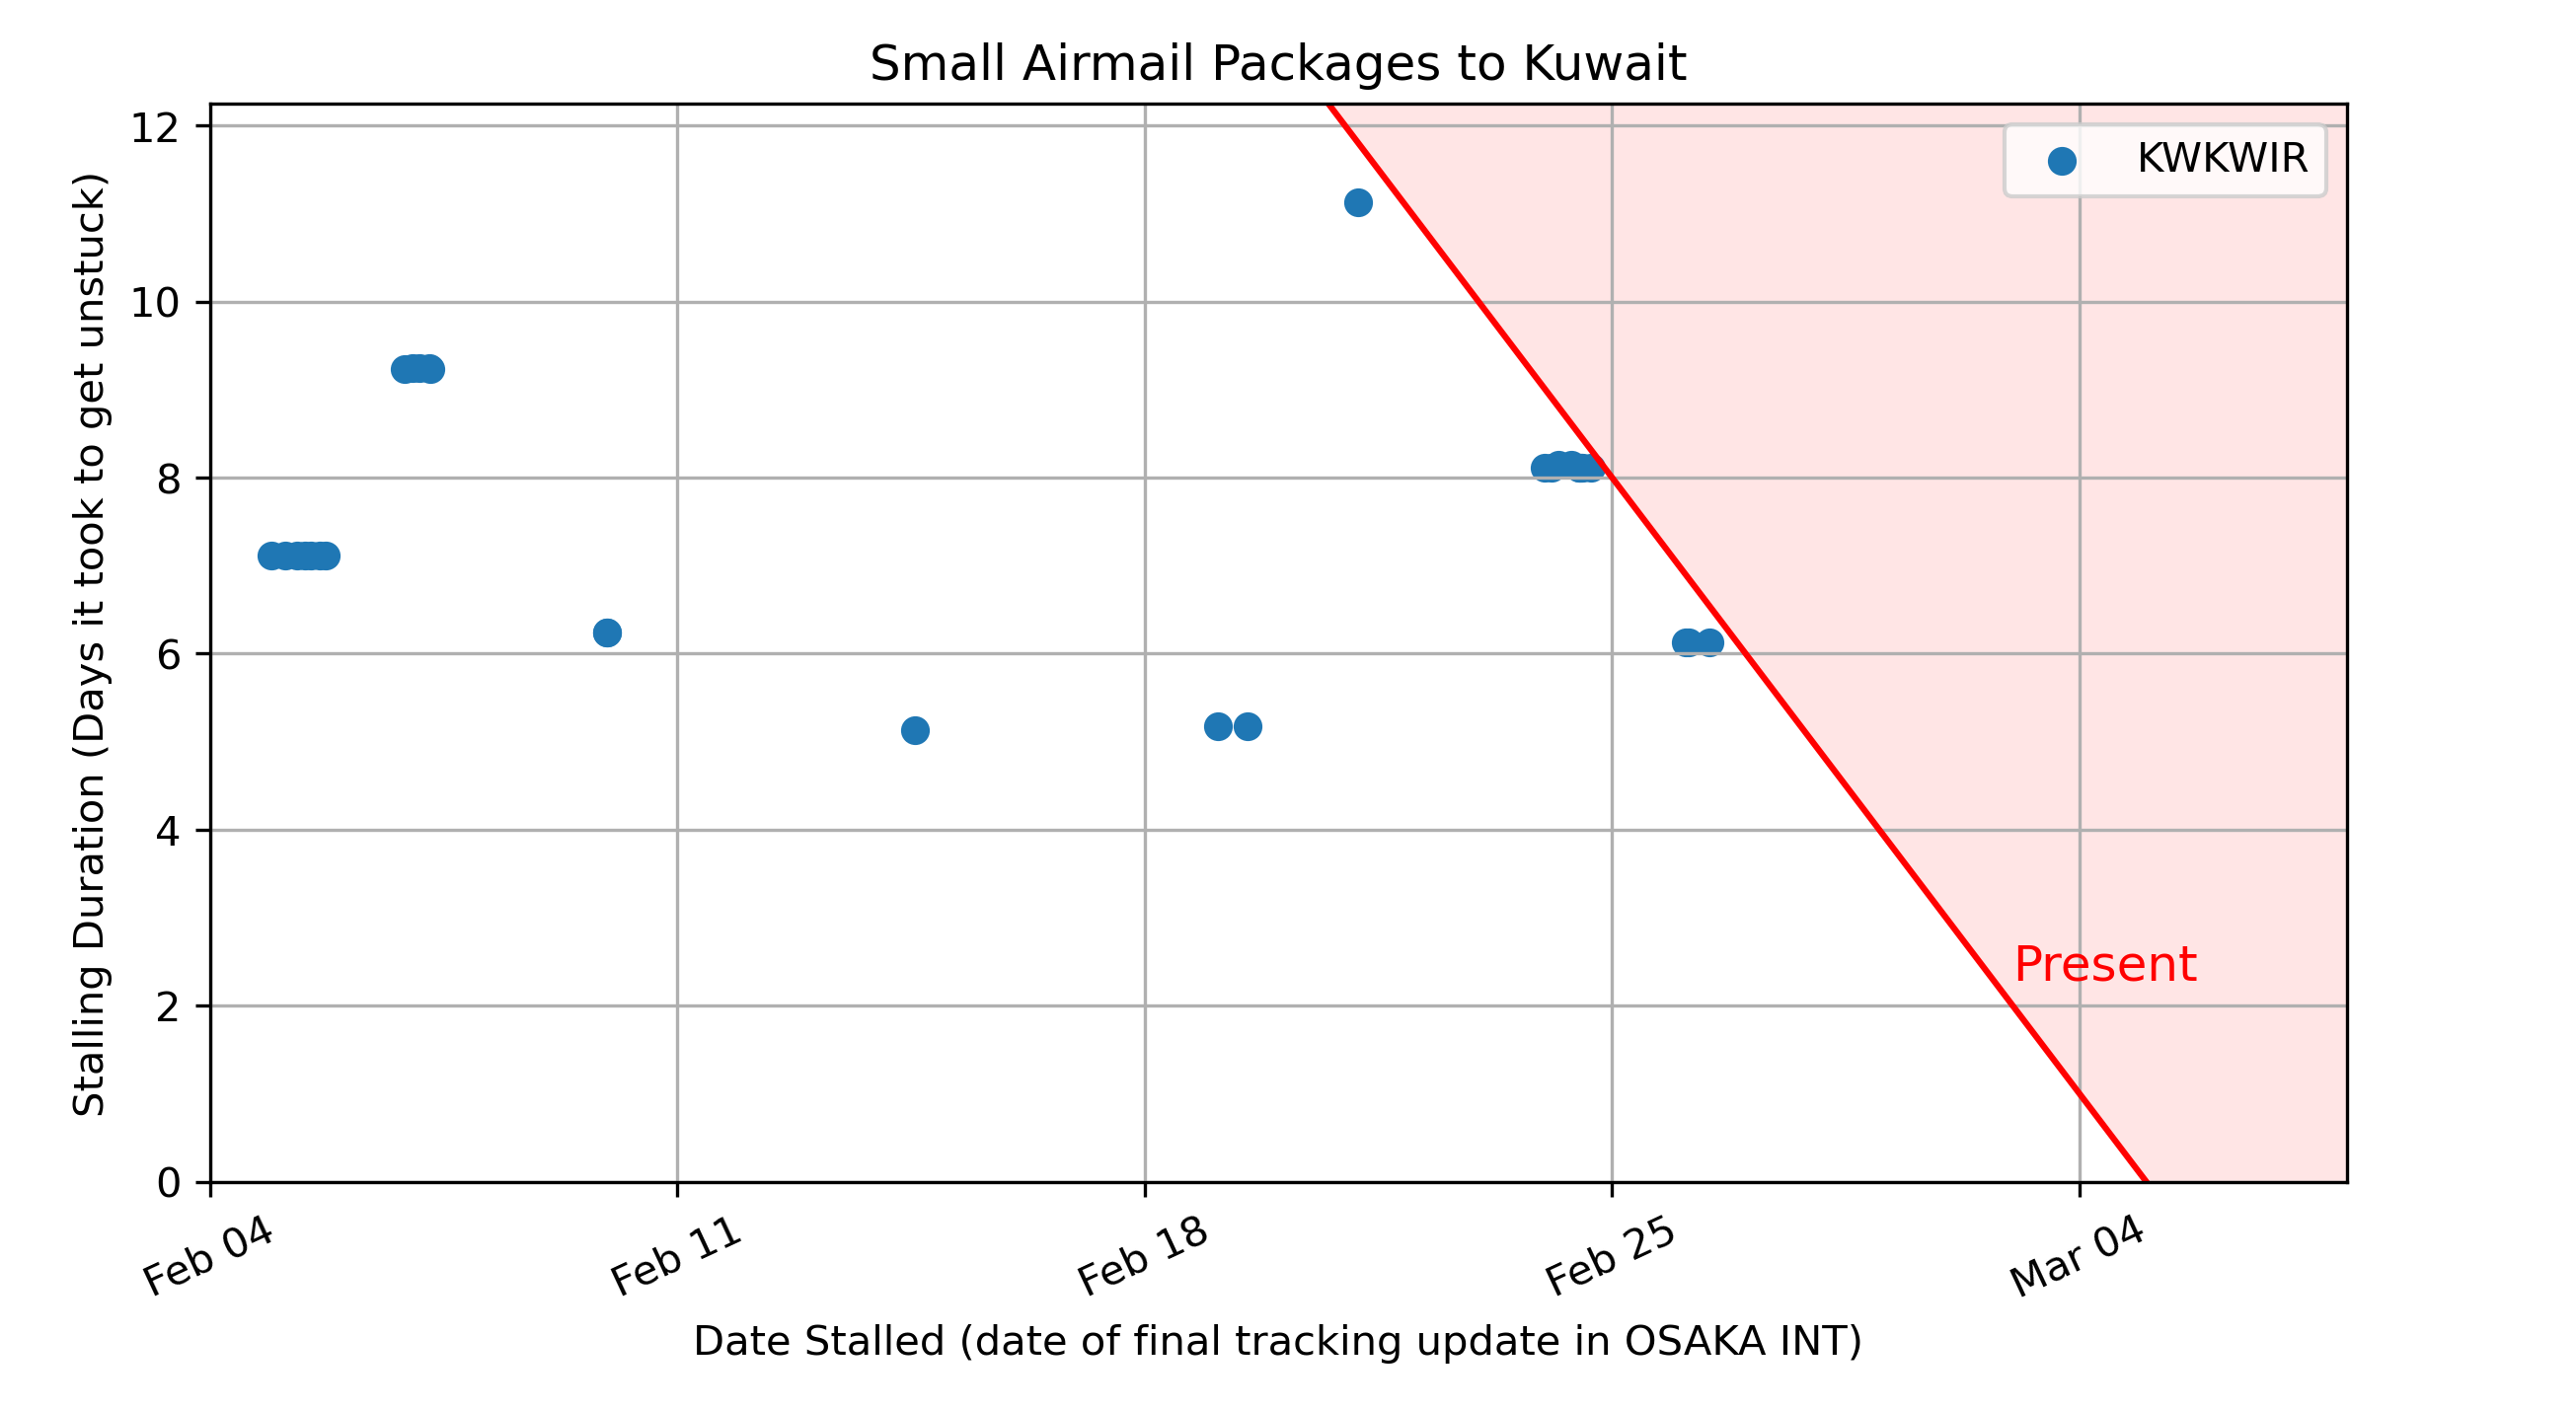 Small Airmail Packages to Kuwait
Stalling Duration (Days it took to get unstuck)
12
10
8
6
4
2
0
KWKWIR
Present
Feb 04
Feb 11
Feb 18
Feb 25
Mar 04
Date Stalled (date of final tracking update in OSAKA INT)